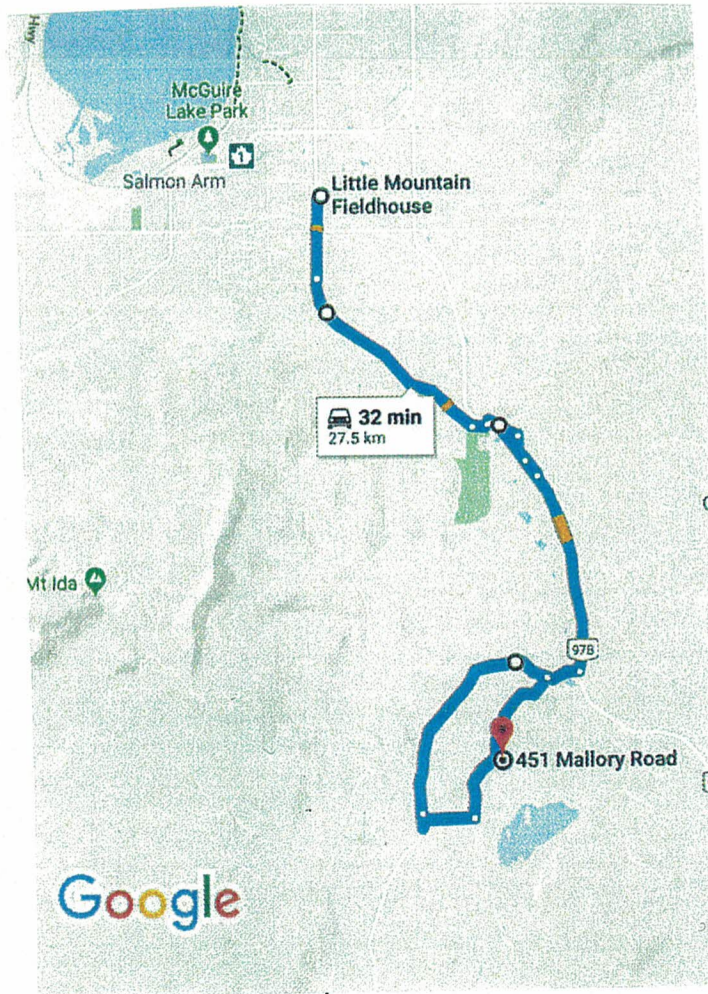 Hwy
McGuire
Lake Park
1
Salmon Arm
Little Mountain
Fieldhouse
32 min
27.5 km
Mt Ida
97B
451 Mallory Road
Google